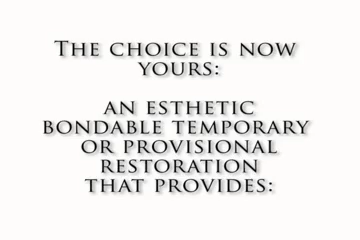 The choice is now
yours:
an esthetic
bondable temporary
or provisional
restoration
that provides: